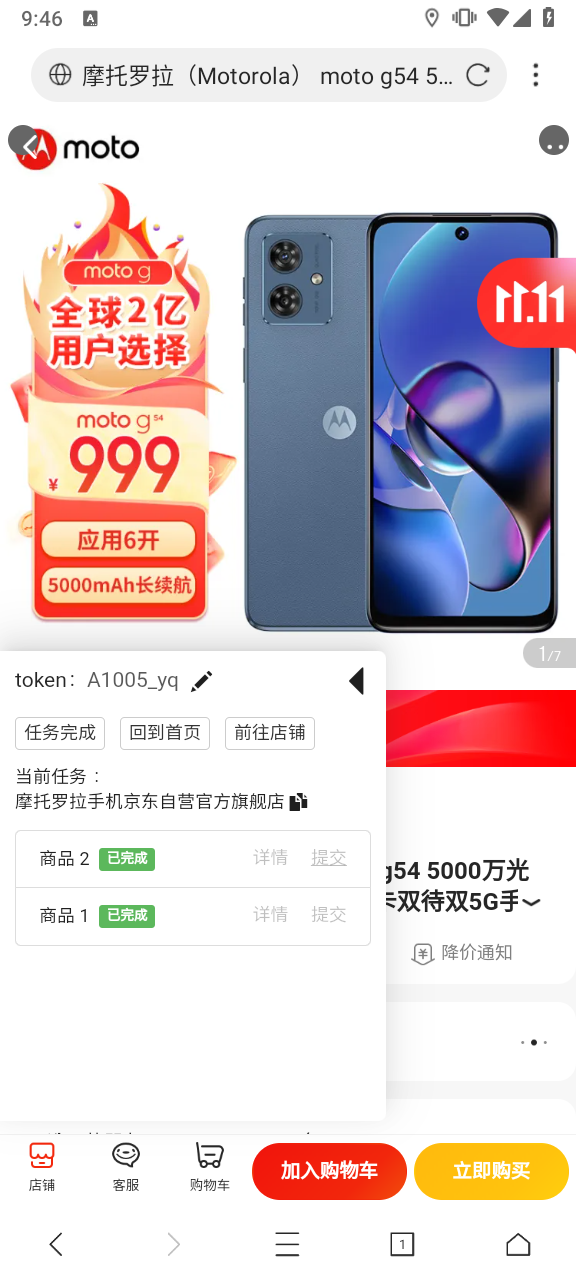 9:46
A
摩托罗拉（Motorola） moto g54 5…
moto
moto g
全球2亿
用户选择
moto g54
¥999
应用6开
5000mAh长续航
11.11
1/7
token： A1005_yq
任务完成 回到首页 前往店铺
当前任务：
摩托罗拉手机京东自营官方旗舰店
商品 2 已完成 详情 提交
商品 1 已完成 详情 提交
g54 5000万光
卡双待双5G手
降价通知
店铺
客服
购物车
加入购物车
立即购买
1